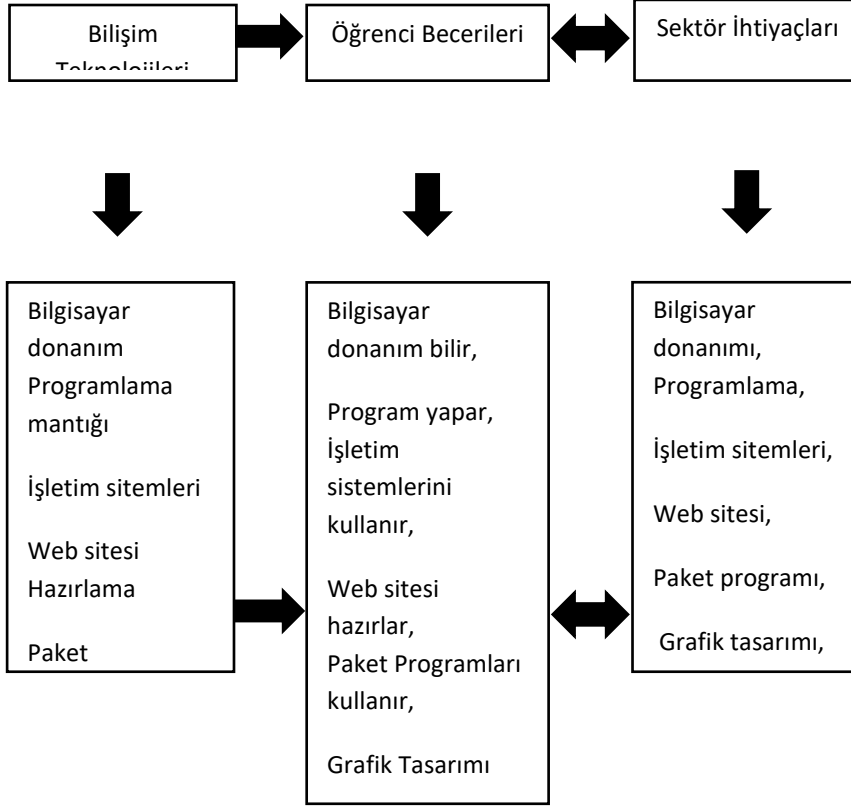 Bilişim
Teknolojileri
Öğrenci Becerileri
Sektör İhtiyaçları
Bilgisayar
donanım
Programlama
mantığı
İşletim sitemleri
Web sitesi
Hazırlama
Paket
Bilgisayar
donanım bilir,
Program yapar,
İşletim
sistemlerini
kullanır,
Web sitesi
hazırlar,
Paket Programları
kullanır,
Grafik Tasarımı
Bilgisayar
donanımı,
Programlama,
İşletim sitemleri,
Web sitesi,
Paket programı,
Grafik tasarımı,